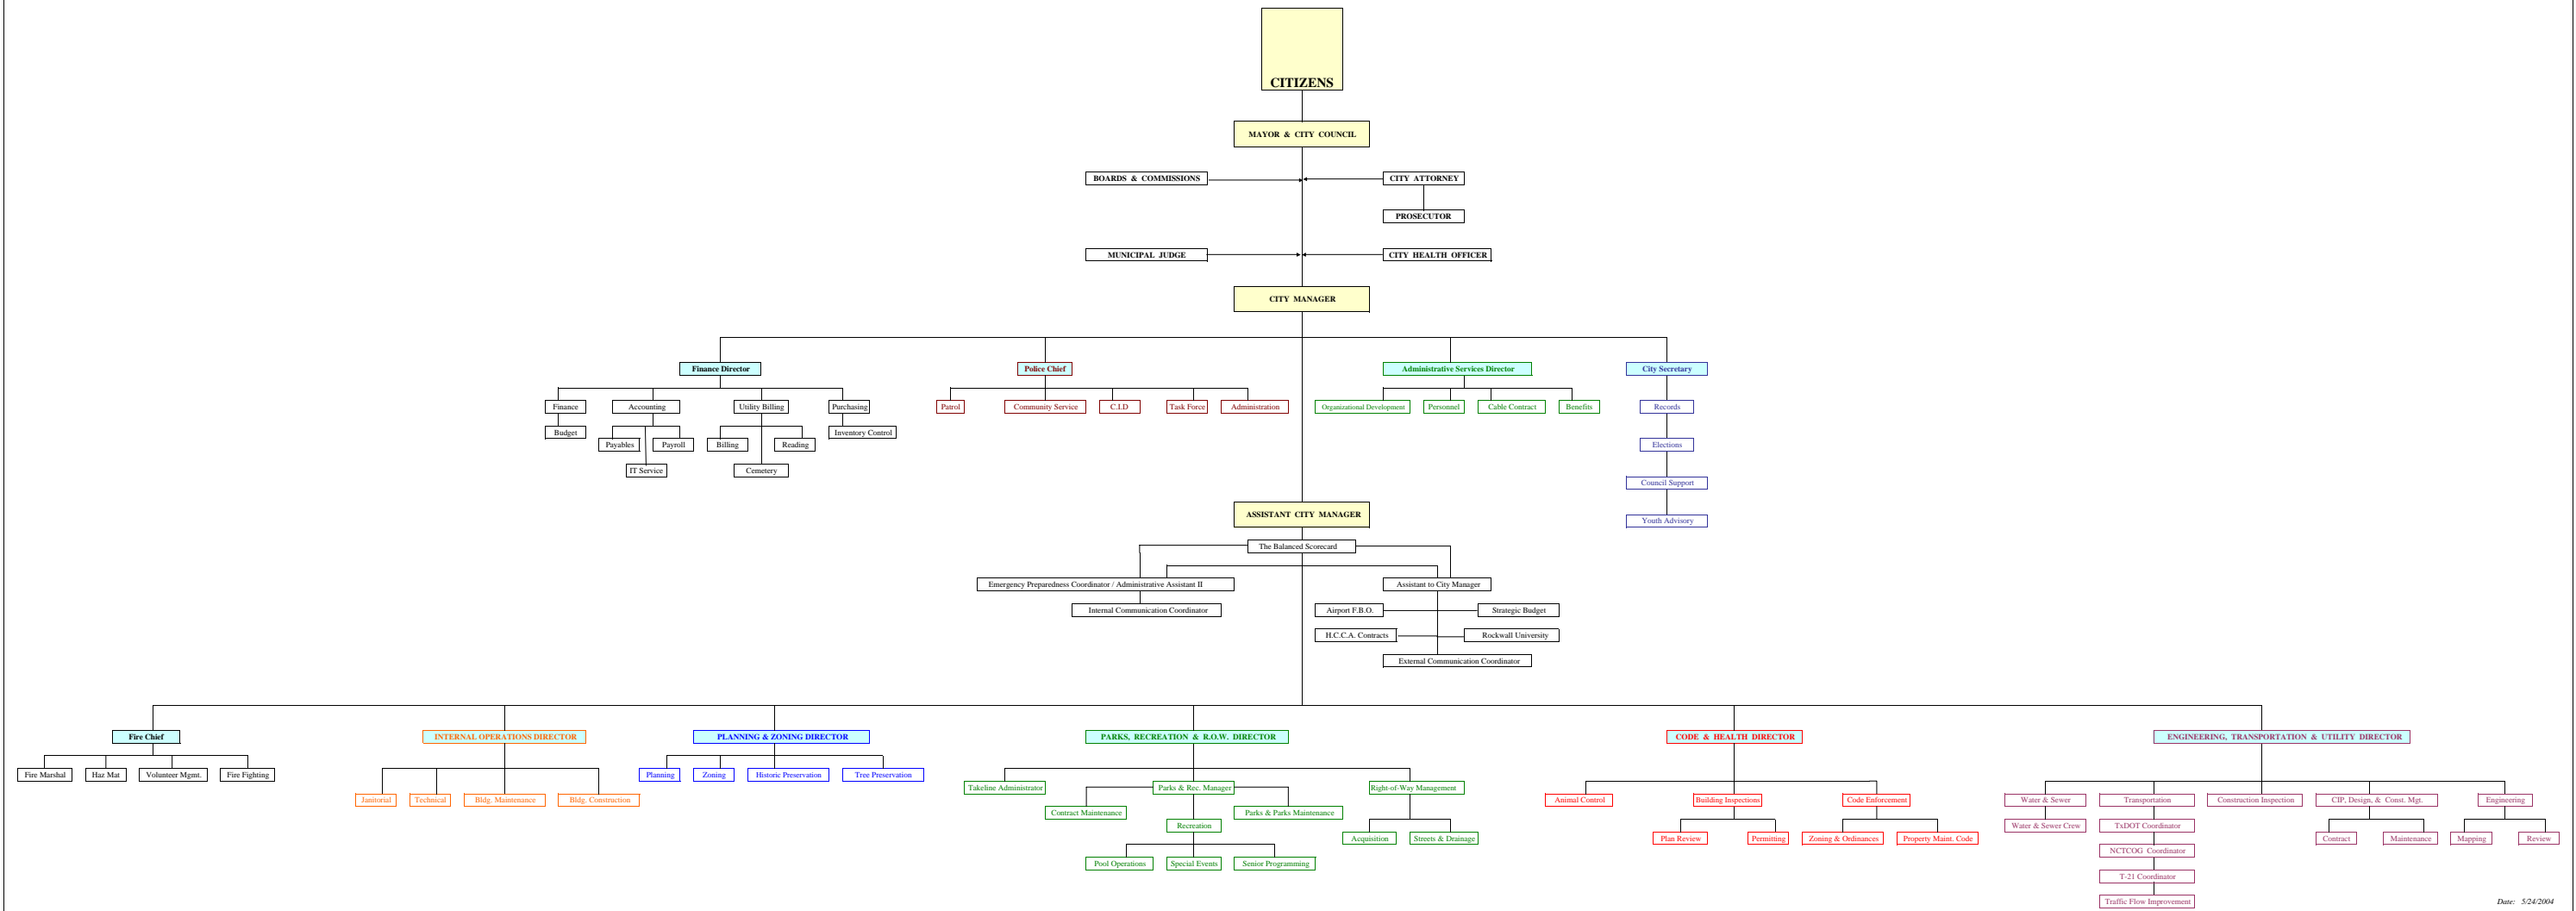 CITIZENS
MAYOR & CITY COUNCIL
BOARDS & COMMISSIONS
CITY ATTORNEY
PROSECUTOR
MUNICIPAL JUDGE
CITY HEALTH OFFICER
CITY MANAGER
Finance Director
Police Chief
Administrative Services Director
City Secretary
Finance
Accounting
Utility Billing
Purchasing
Patrol
Community Service
C.I.D
Task Force
Administration
Organizational Development
Personnel
Cable Contract
Benefits
Records
Budget
Inventory Control
Payables
Payroll
Billing
Reading
Elections
IT Service
Cemetery
Council Support
ASSISTANT CITY MANAGER
Youth Advisory
The Balanced Scorecard
Emergency Preparedness Coordinator / Administrative Assistant II
Assistant to City Manager
Internal Communication Coordinator
Airport F.B.O.
Strategic Budget
H.C.C.A. Contracts
Rockwall University
External Communication Coordinator
Fire Chief
INTERNAL OPERATIONS DIRECTOR
PLANNING & ZONING DIRECTOR
PARKS, RECREATION & R.O.W. DIRECTOR
CODE & HEALTH DIRECTOR
ENGINEERING, TRANSPORTATION & UTILITY DIRECTOR
Fire Marshal
Haz Mat
Volunteer Mgmt.
Fire Fighting
Planning
Zoning
Historic Preservation
Tree Preservation
Takeline Administrator
Parks & Rec. Manager
Right-of-Way Management
Janitorial
Technical
Bldg. Maintenance
Bldg. Construction
Animal Control
Building Inspections
Code Enforcement
Water & Sewer
Transportation
Construction Inspection
CIP, Design, & Const. Mgt.
Engineering
Contract Maintenance
Parks & Parks Maintenance
Recreation
Water & Sewer Crew
TxDOT Coordinator
Acquisition
Streets & Drainage
Plan Review
Permitting
Zoning & Ordinances
Property Maint. Code
Contract
Maintenance
Mapping
Review
NCTCOG Coordinator
Pool Operations
Special Events
Senior Programming
T-21 Coordinator
Traffic Flow Improvement
Date: 5/24/2004